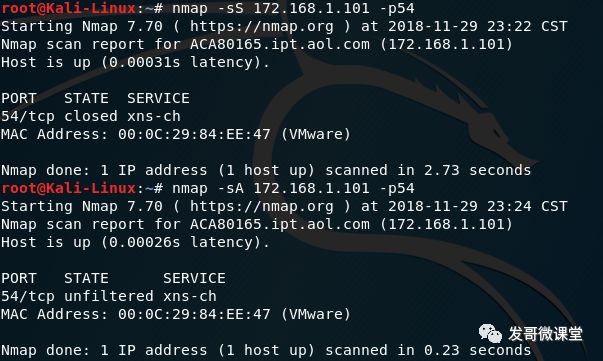 root@Kali-Linux:~# nmap -sS 172.168.1.101 -p54
Starting Nmap 7.70 ( https://nmap.org ) at 2018-11-29 23:22 CST
Nmap scan report for ACA80165.ipt.aol.com (172.168.1.101)
Host is up (0.00031s latency).
PORT   STATE  SERVICE
54/tcp closed xns-ch
MAC Address: 00:0C:29:84:EE:47 (VMware)
Nmap done: 1 IP address (1 host up) scanned in 2.73 seconds
root@Kali-Linux:~# nmap -sA 172.168.1.101 -p54
Starting Nmap 7.70 ( https://nmap.org ) at 2018-11-29 23:24 CST
Nmap scan report for ACA80165.ipt.aol.com (172.168.1.101)
Host is up (0.00026s latency).
PORT   STATE      SERVICE
54/tcp unfiltered xns-ch
MAC Address: 00:0C:29:84:EE:47 (VMware)
发哥微课堂
Nmap done: 1 IP address (1 host up) scanned in 0.23 seconds